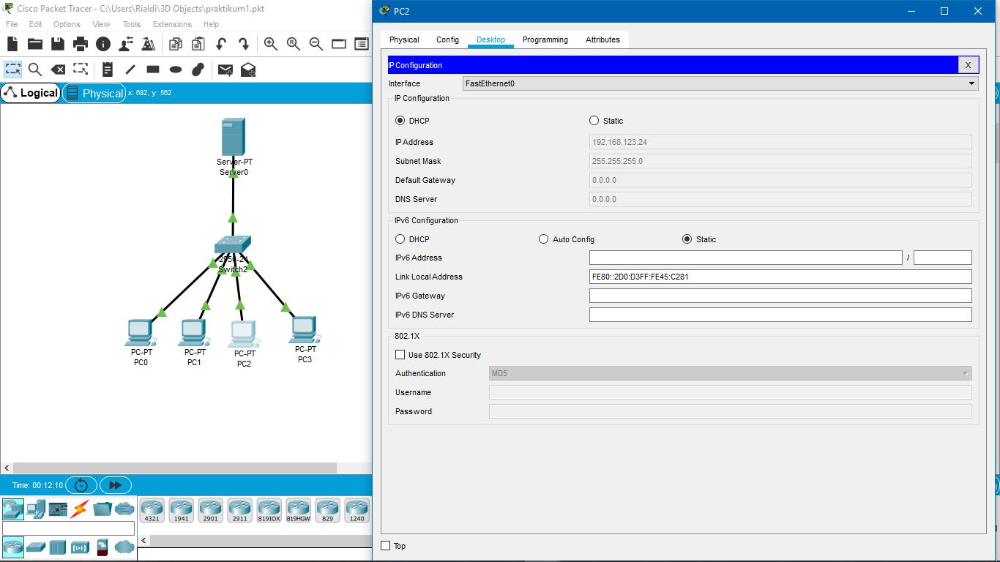 Cisco Packet Tracer - C:\Users\Rialdi\3D Objects\praktikum1.pkt
File Edit Options View Tools Extensions Help
Logical Physical x: 682, y: 562
Server-PT
Server0
2950-24
Switch2
PC-PT
PC0
PC-PT
PC1
PC-PT
PC2
PC-PT
PC3
Time: 00:12:10
4321 1941 2901 2911 819IOX 819HGW 829 1240
PC2
Physical Config Desktop Programming Attributes
IP Configuration
X
Interface FastEthernet0
IP Configuration
DHCP Static
IP Address 192.168.123.24
Subnet Mask 255.255.255.0
Default Gateway 0.0.0.0
DNS Server 0.0.0.0
IPv6 Configuration
DHCP Auto Config Static
IPv6 Address /
Link Local Address FE80::2D0:D3FF:FE45:C281
IPv6 Gateway
IPv6 DNS Server
802.1X
Use 802.1X Security
Authentication MD5
Username
Password
Top